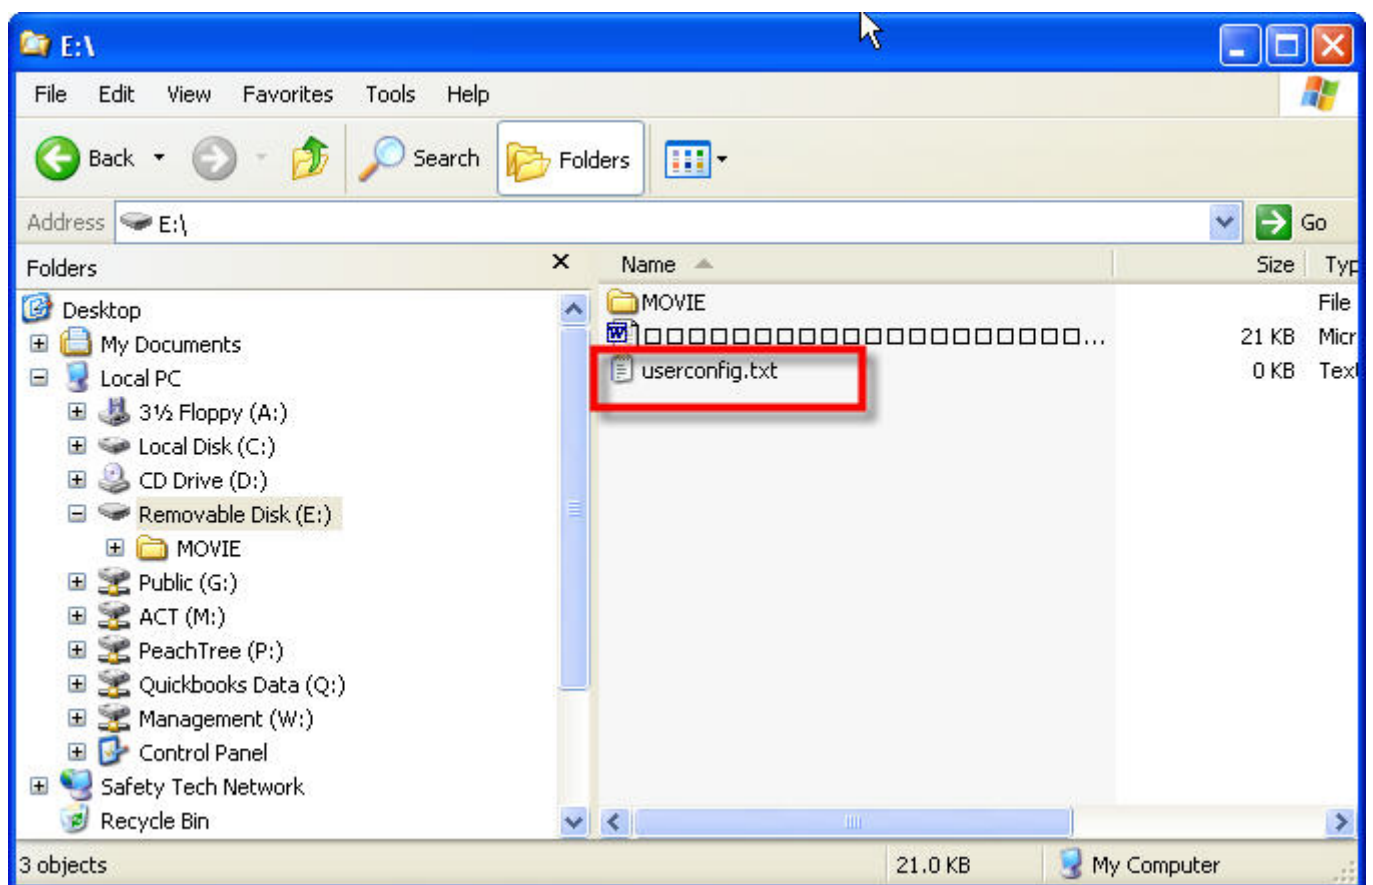 E:\
File Edit View Favorites Tools Help
Back Search Folders
Address E:\ Go
Folders
Name Size Typ
Desktop
My Documents
Local PC
3½ Floppy (A:)
Local Disk (C:)
CD Drive (D:)
Removable Disk (E:)
MOVIE
Public (G:)
ACT (M:)
PeachTree (P:)
Quickbooks Data (Q:)
Management (W:)
Control Panel
Safety Tech Network
Recycle Bin
MOVIE File
□□□□□□□□□□□□□□□□□□□□... 21 KB Micr
userconfig.txt 0 KB Text
3 objects 21.0 KB My Computer